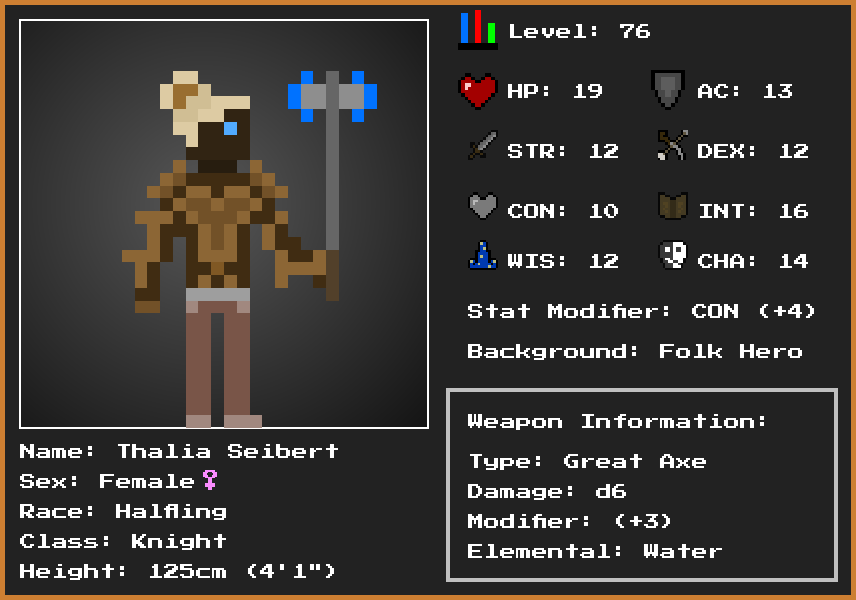 Level: 76
HP: 19 AC: 13
STR: 12 DEX: 12
CON: 10 INT: 16
WIS: 12 CHA: 14
Stat Modifier: CON (+4)
Background: Folk Hero
Weapon Information:
Type: Great Axe
Damage: d6
Modifier: (+3)
Elemental: Water
Name: Thalia Seibert
Sex: Female♀
Race: Halfling
Class: Knight
Height: 125cm (4'1")